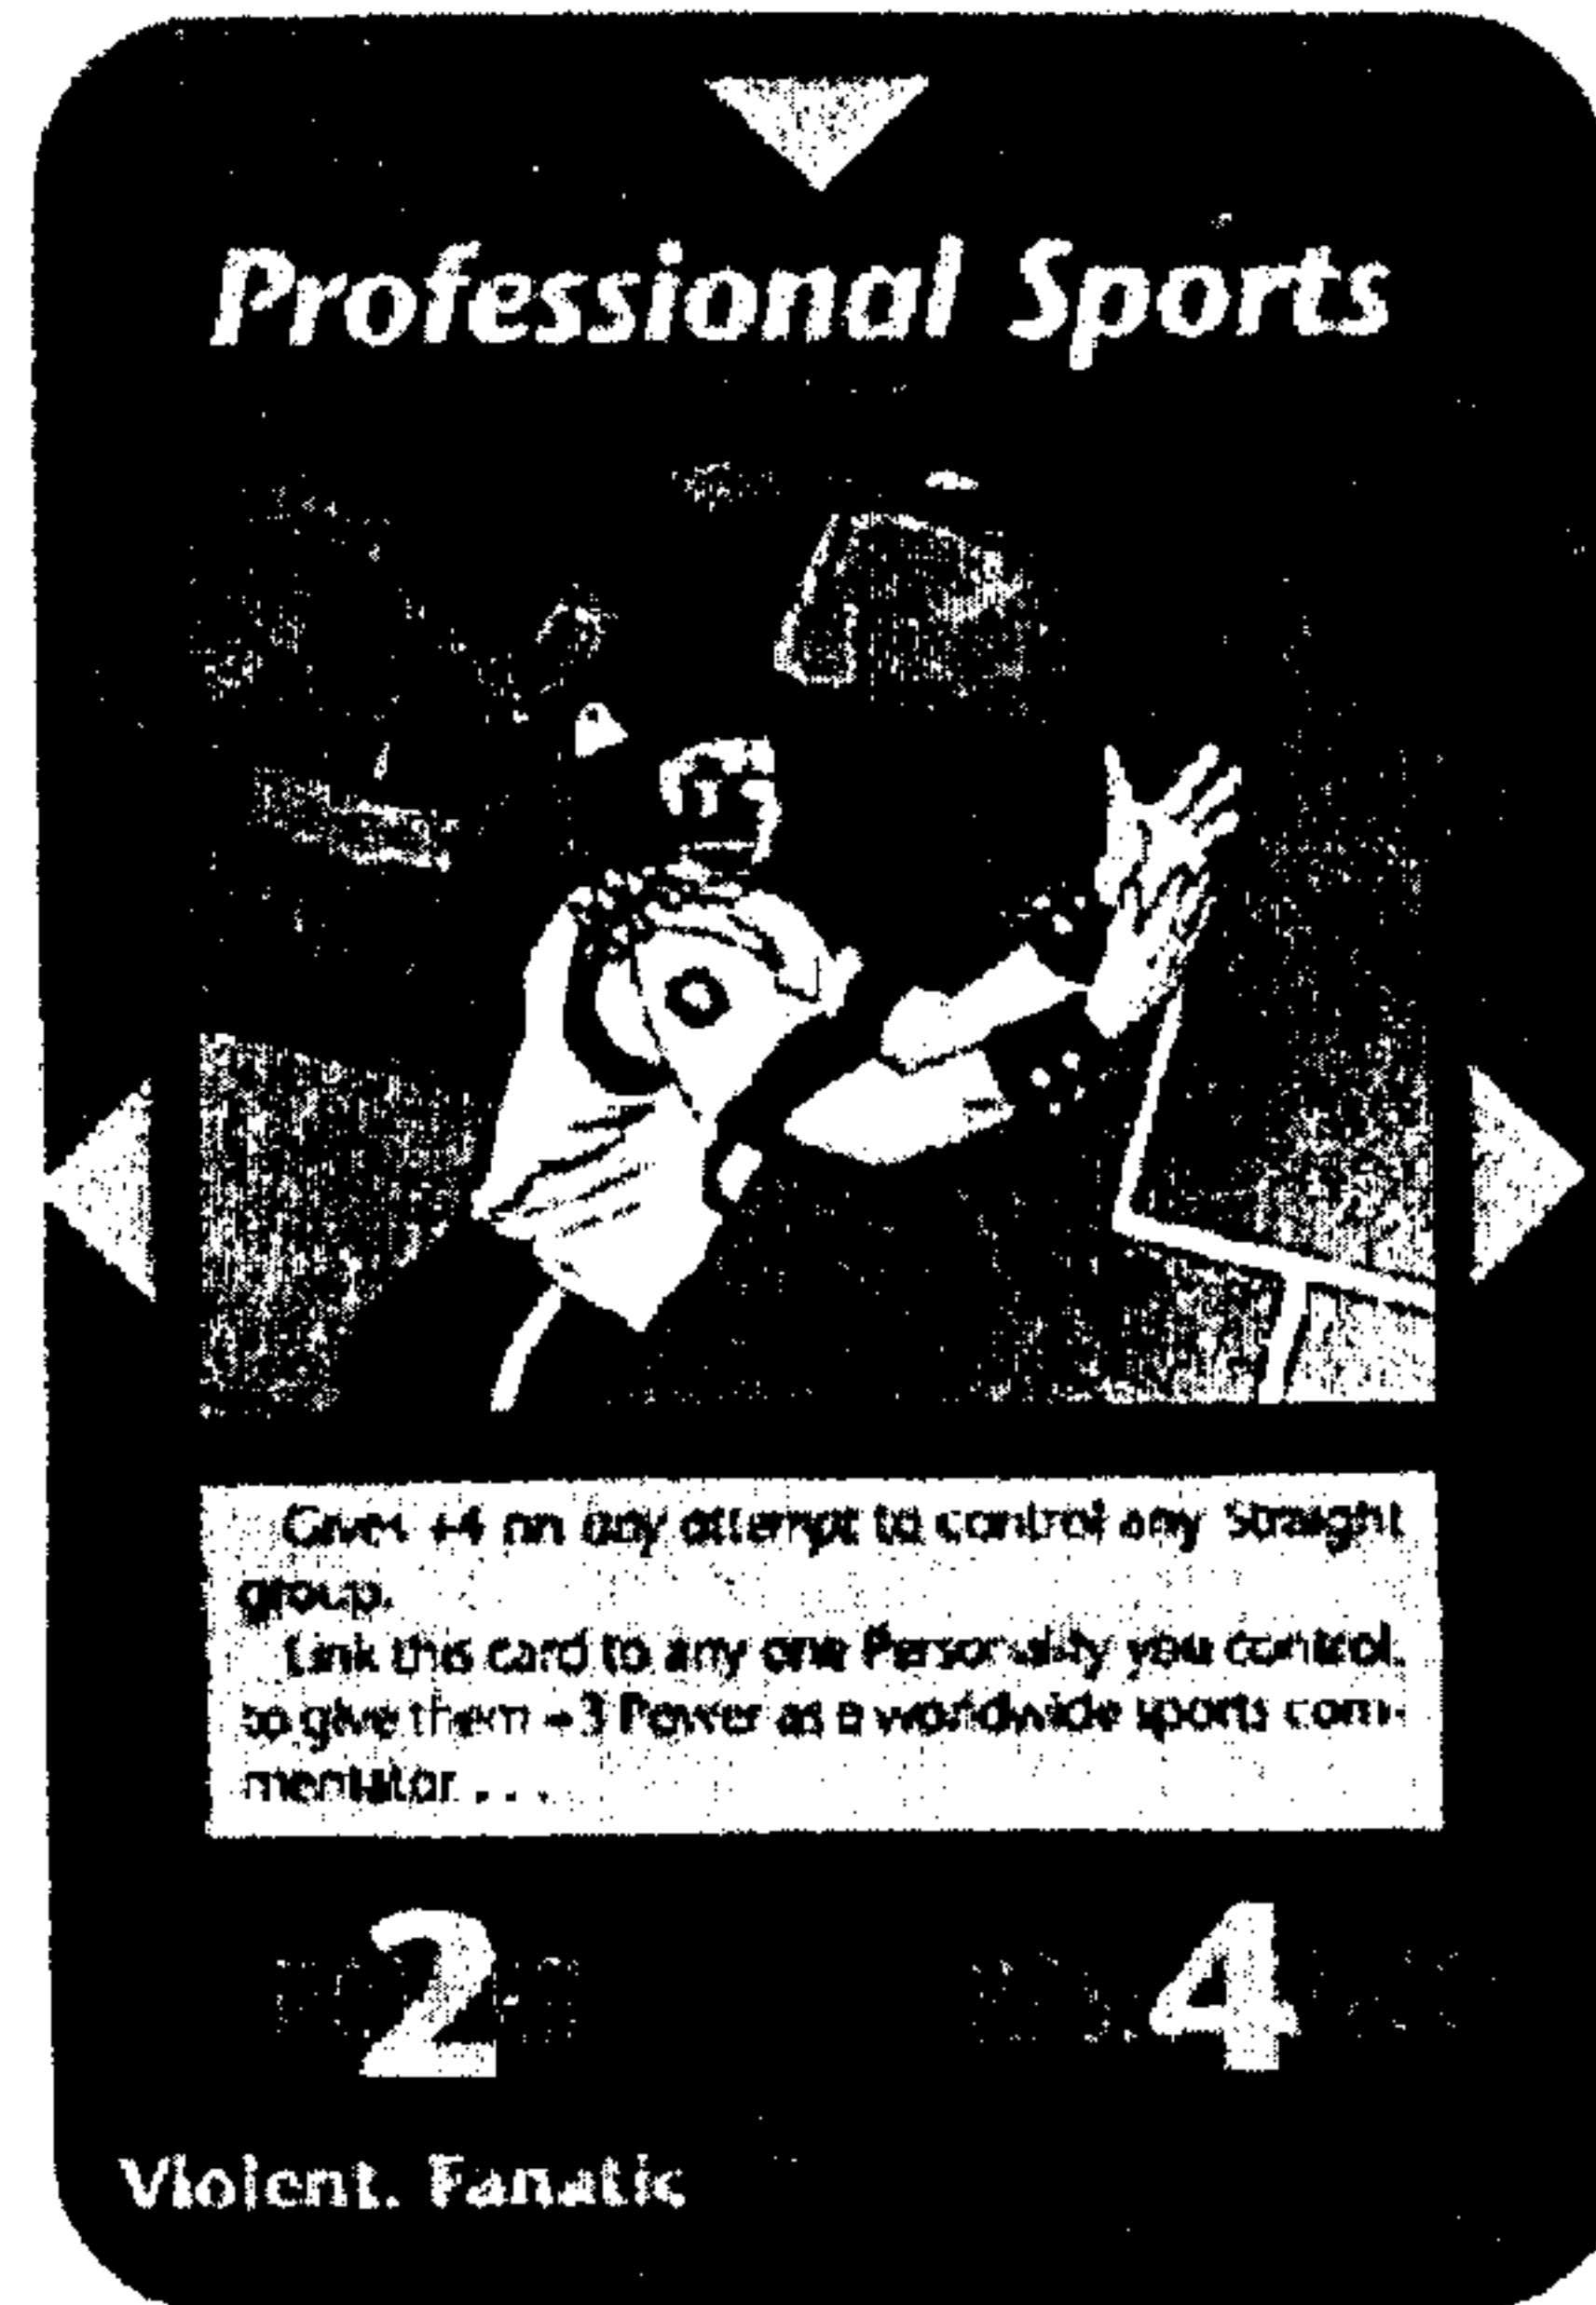 Professional Sports
Gives +4 on any attempt to control any Straight
group.
Link this card to any one Personality you control,
to give them +3 Power as a worldwide sports com-
mentator . . .
2
4
Violent, Fanatic